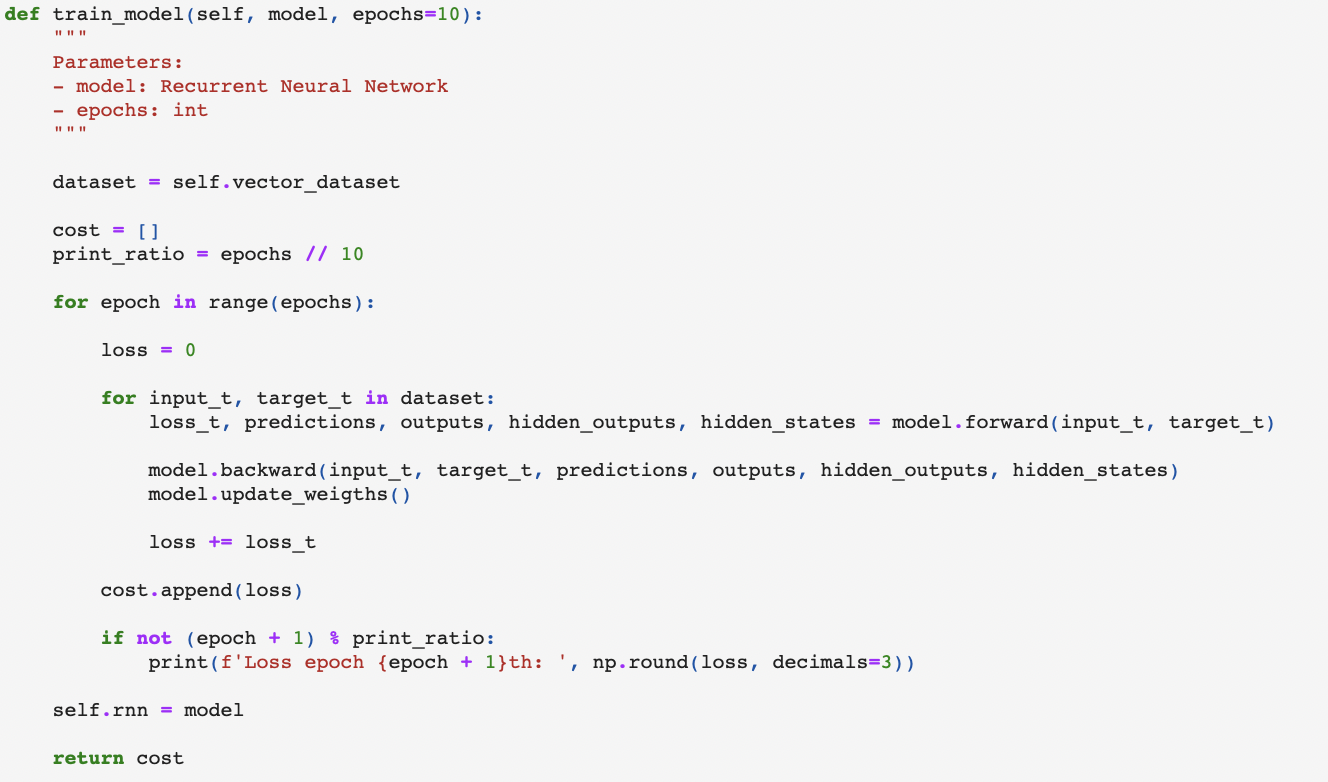 def train_model(self, model, epochs=10):
    """
    Parameters:
    - model: Recurrent Neural Network
    - epochs: int
    """
    dataset = self.vector_dataset
    cost = []
    print_ratio = epochs // 10
    for epoch in range(epochs):
        loss = 0
        for input_t, target_t in dataset:
            loss_t, predictions, outputs, hidden_outputs, hidden_states = model.forward(input_t, target_t)
            model.backward(input_t, target_t, predictions, outputs, hidden_outputs, hidden_states)
            model.update_weigths()
            loss += loss_t
        cost.append(loss)
        if not (epoch + 1) % print_ratio:
            print(f'Loss epoch {epoch + 1}th: ', np.round(loss, decimals=3))
    self.rnn = model
    return cost